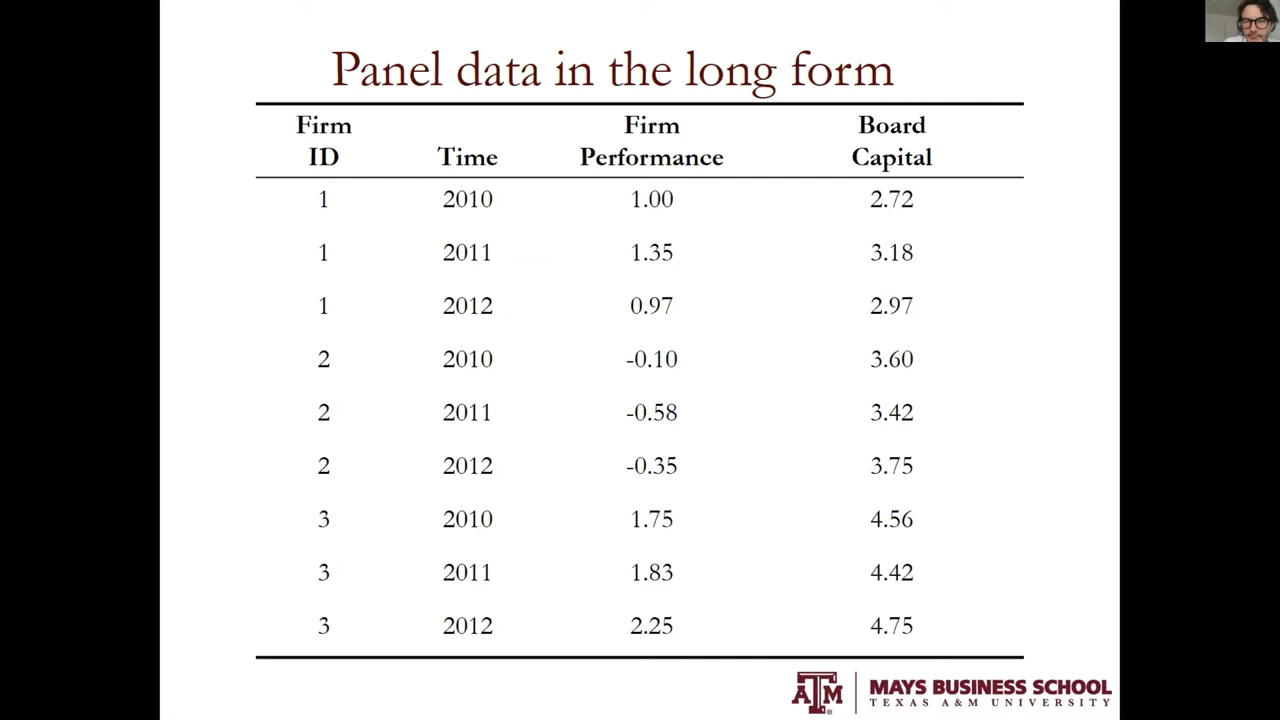 Panel data in the long form
Firm ID Time Firm Performance Board Capital
1 2010 1.00 2.72
1 2011 1.35 3.18
1 2012 0.97 2.97
2 2010 -0.10 3.60
2 2011 -0.58 3.42
2 2012 -0.35 3.75
3 2010 1.75 4.56
3 2011 1.83 4.42
3 2012 2.25 4.75
ATM MAYS BUSINESS SCHOOL
TEXAS A&M UNIVERSITY